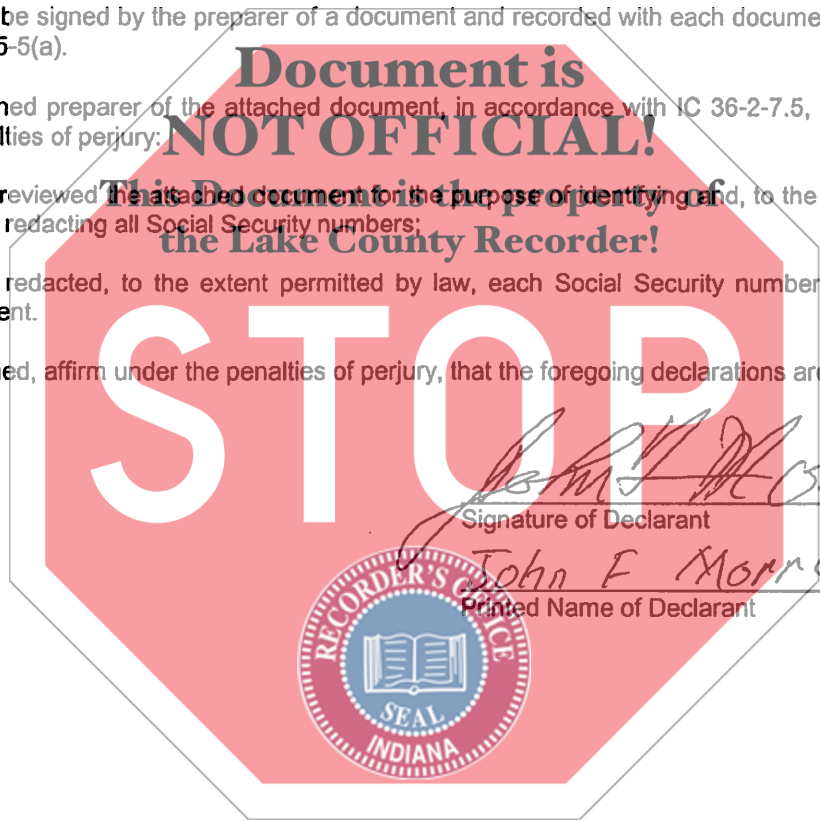 be signed by the preparer of a document and recorded with each docume
5-5(a).
Document is
ned preparer of the attached document, in accordance with IC 36-2-7.5,
NOT OFFICIAL!
lties of perjury:
reviewed the attached document for the purpose of identifying and, to the
This Document is the property of
redacting all Social Security numbers;
the Lake County Recorder!
redacted, to the extent permitted by law, each Social Security number
ent.
STOP
ned, affirm under the penalties of perjury, that the foregoing declarations are
Signature of Declarant
John F Morr
Printed Name of Declarant
RECORDER'S OFFICE
SEAL
INDIANA